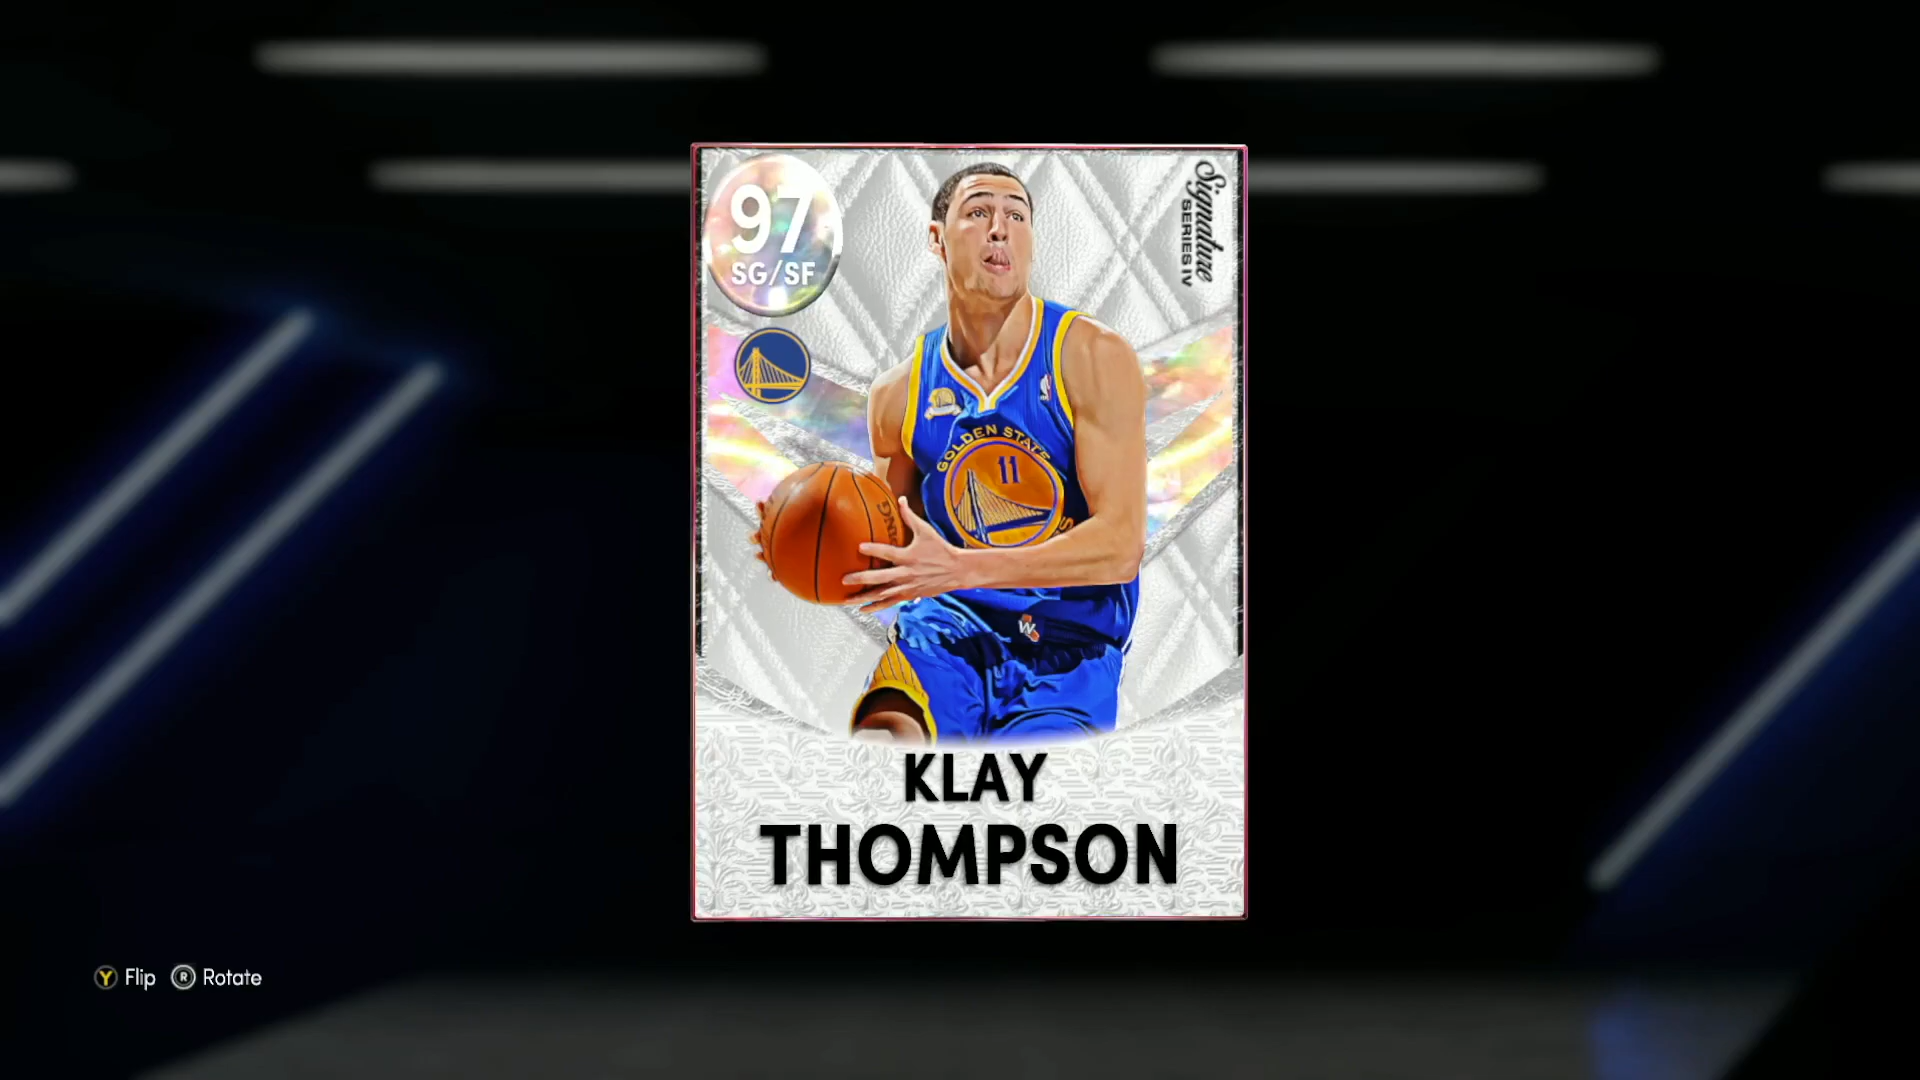 97
SG/SF
Signature
SERIES IV
GOLDEN STATE
11
KLAY
THOMPSON
Y Flip R Rotate